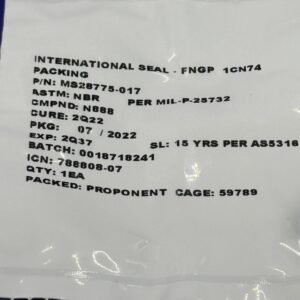 INTERNATIONAL SEAL - FNGP 1CN74
PACKING
P/N: MS28775-017
ASTM: NBR PER MIL-P-25732
CMPND: N888
CURE: 2Q22
PKG: 07 / 2022
EXP: 2Q37 SL: 15 YRS PER AS5316
BATCH: 0018718241
ICN: 788808-07
QTY: 1EA
PACKED: PROPONENT CAGE: 59789